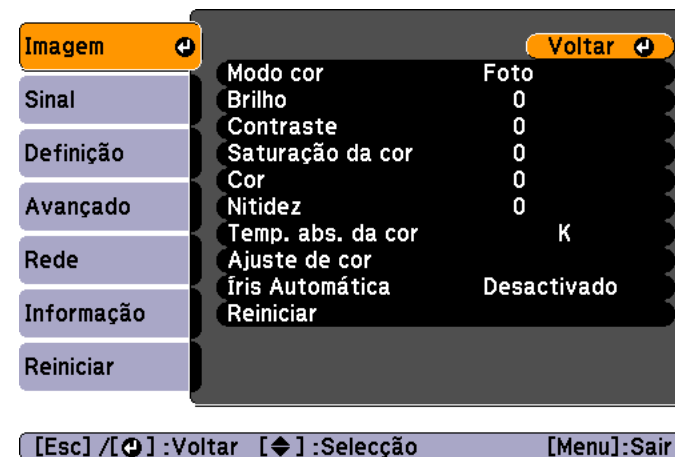 Imagem
Sinal
Definição
Avançado
Rede
Informação
Reiniciar
Voltar
Modo cor Foto
Brilho 0
Contraste 0
Saturação da cor 0
Cor 0
Nitidez 0
Temp. abs. da cor K
Ajuste de cor
Íris Automática Desactivado
Reiniciar
[Esc] /[ ] :Voltar [ ] :Selecção [Menu]:Sair